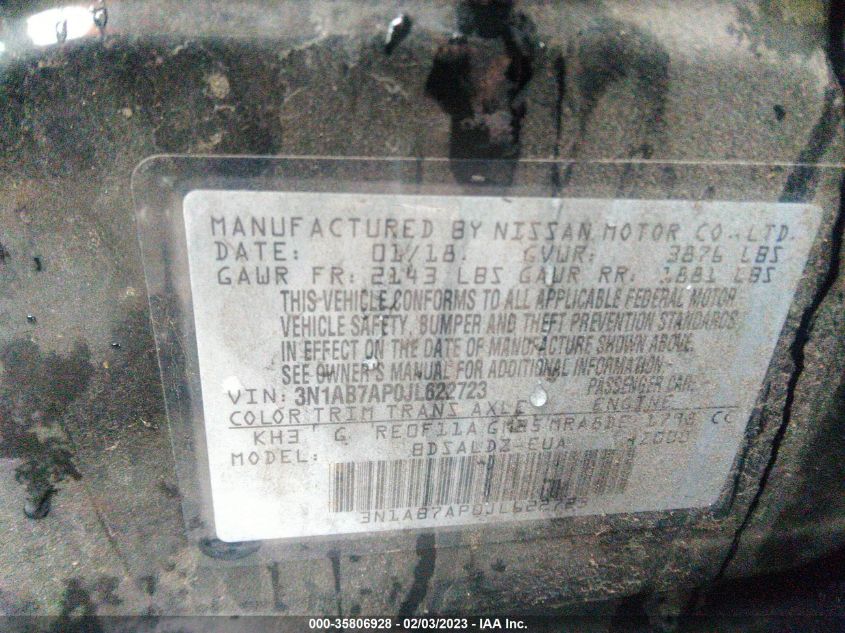 MANUFACTURED BY NISSAN MOTOR CO., LTD.
DATE: 01/18. GVWR: 3876 LBS
GAWR FR: 2143 LBS GAWR RR: 1881 LBS
THIS VEHICLE CONFORMS TO ALL APPLICABLE FEDERAL MOTOR
VEHICLE SAFETY, BUMPER AND THEFT PREVENTION STANDARDS
IN EFFECT ON THE DATE OF MANUFACTURE SHOWN ABOVE.
SEE OWNER'S MANUAL FOR ADDITIONAL INFORMATION.
VIN: 3N1AB7AP0JL622723 PASSENGER CAR
COLOR TRIM TRANS AXLE ENGINE
KH3 G RE0F11A MRA8DE 1798 CC
MODEL: BDSALDZ-EUA
3N1AB7AP0JL622723
000-35806928 - 02/03/2023 - IAA Inc.